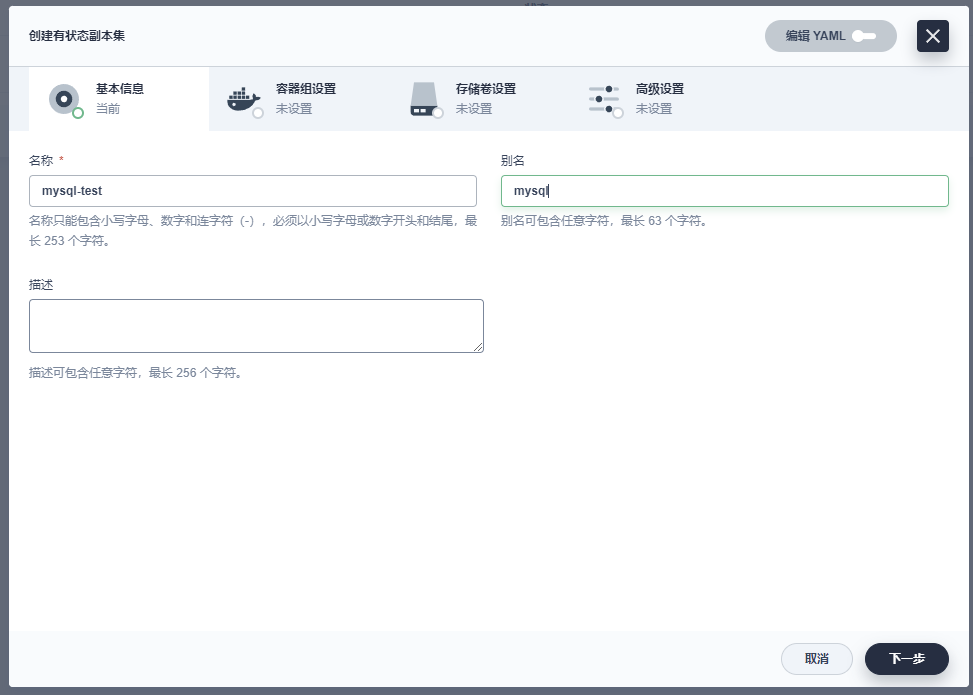 创建有状态副本集
编辑 YAML
基本信息
当前
容器组设置
未设置
存储卷设置
未设置
高级设置
未设置
名称 *
mysql-test
名称只能包含小写字母、数字和连字符（-），必须以小写字母或数字开头和结尾，最
长 253 个字符。
别名
mysql
别名可包含任意字符，最长 63 个字符。
描述
描述可包含任意字符，最长 256 个字符。
取消
下一步